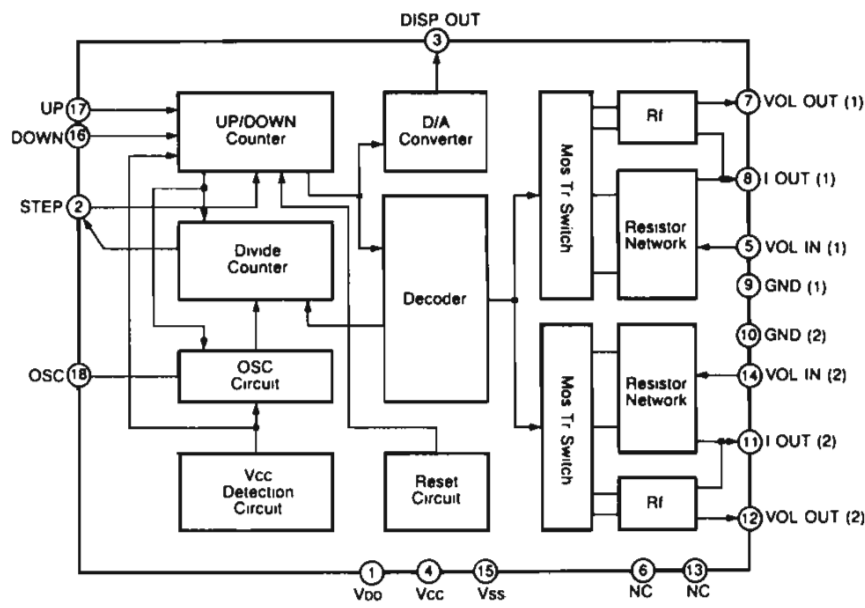 DISP OUT
3
UP 17
DOWN 16
STEP 2
OSC 18
UP/DOWN
Counter
D/A
Converter
Divide
Counter
Decoder
OSC
Circuit
Vcc
Detection
Circuit
Reset
Circuit
Mos Tr Switch
Rf
Resistor
Network
Mos Tr Switch
Resistor
Network
Rf
7 VOL OUT (1)
8 I OUT (1)
5 VOL IN (1)
9 GND (1)
10 GND (2)
14 VOL IN (2)
11 I OUT (2)
12 VOL OUT (2)
1 4 15 6 13
VDD VCC VSS NC NC